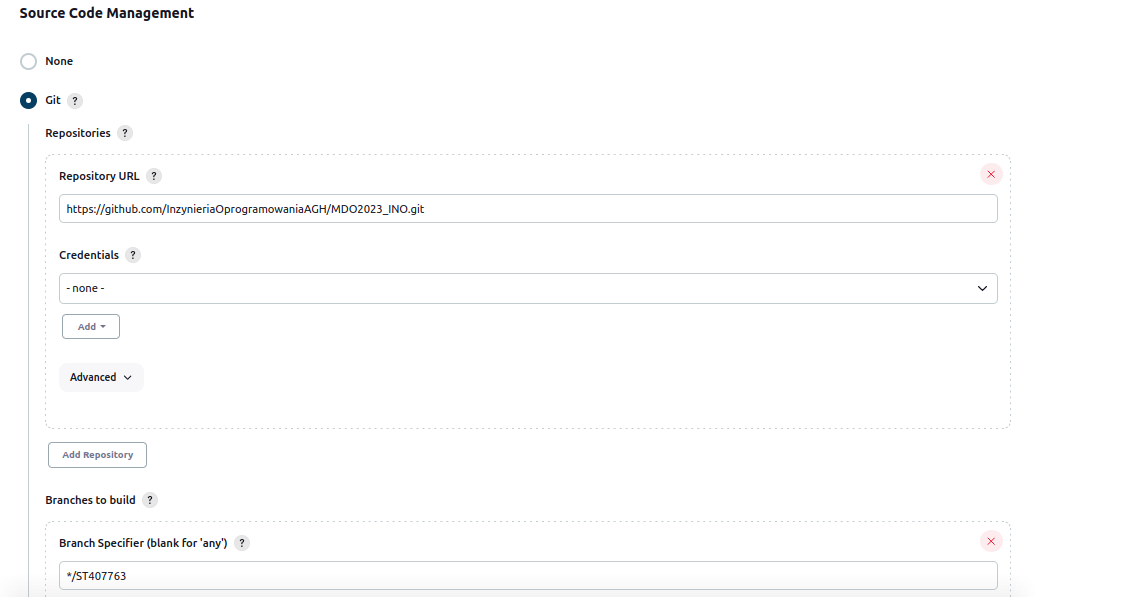 Source Code Management
None
Git ?
Repositories ?
Repository URL ?
https://github.com/InzynieriaOprogramowaniaAGH/MDO2023_INO.git
Credentials ?
- none -
Add
Advanced
Add Repository
Branches to build ?
Branch Specifier (blank for 'any') ?
*/ST407763